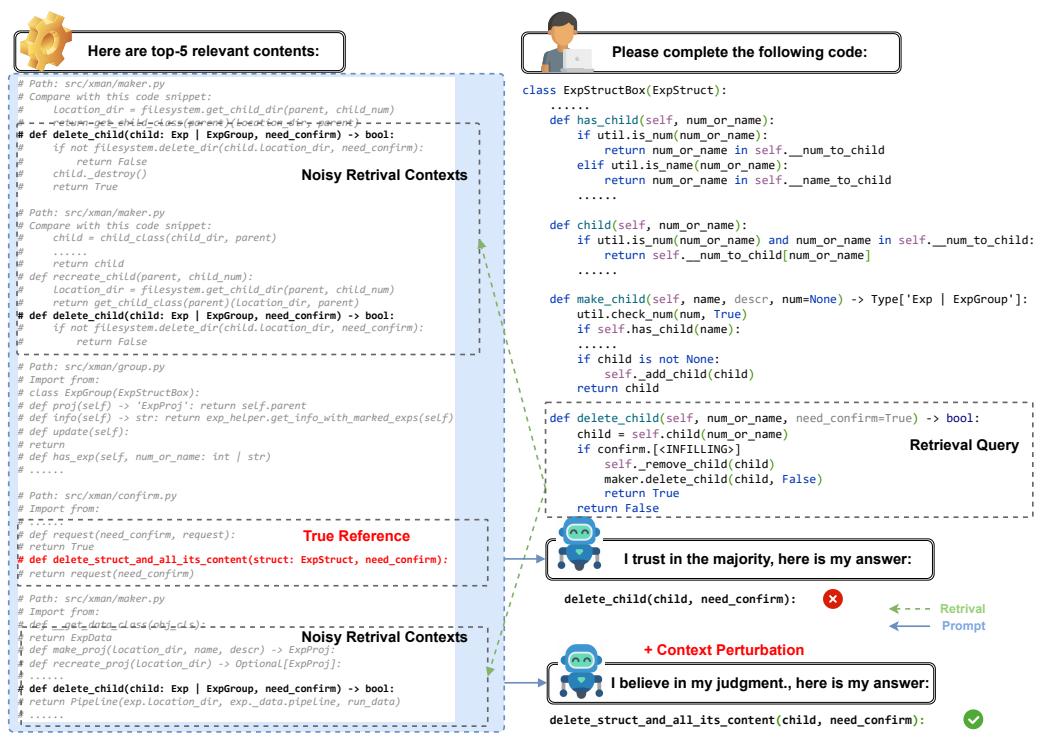 Here are top-5 relevant contents:
# Path: src/xman/maker.py
# Compare with this code snippet:
#     location_dir = filesystem.get_child_dir(parent, child_num)
#     return get_child_class(parent)(location_dir, parent)
# def delete_child(child: Exp | ExpGroup, need_confirm) -> bool:
#     if not filesystem.delete_dir(child.location_dir, need_confirm):
#         return False
#     child._destroy()
#     return True
Noisy Retrival Contexts
# Path: src/xman/maker.py
# Compare with this code snippet:
#     child = child_class(child_dir, parent)
#     ......
#     return child
# def recreate_child(parent, child_num):
#     location_dir = filesystem.get_child_dir(parent, child_num)
#     return get_child_class(parent)(location_dir, parent)
# def delete_child(child: Exp | ExpGroup, need_confirm) -> bool:
#     if not filesystem.delete_dir(child.location_dir, need_confirm):
#         return False
# Path: src/xman/group.py
# Import from:
# class ExpGroup(ExpStructBox):
# def proj(self) -> 'ExpProj': return self.parent
# def info(self) -> str: return exp_helper.get_info_with_marked_exps(self)
# def update(self):
# return
# def has_exp(self, num_or_name: int | str)
# ......
# Path: src/xman/confirm.py
# Import from:
# ......
# def request(need_confirm, request):
# return True
True Reference
# def delete_struct_and_all_its_content(struct: ExpStruct, need_confirm):
# return request(need_confirm)
# Path: src/xman/maker.py
# Import from:
# def __get_data_class(obj_cls):
# return ExpData
Noisy Retrival Contexts
# def make_proj(location_dir, name, descr) -> ExpProj:
# def recreate_proj(location_dir) -> Optional[ExpProj]:
# ......
# def delete_child(child: Exp | ExpGroup, need_confirm) -> bool:
# return Pipeline(exp.location_dir, exp._data.pipeline, run_data)
# ......
Please complete the following code:
class ExpStructBox(ExpStruct):
    ......
    def has_child(self, num_or_name):
        if util.is_num(num_or_name):
            return num_or_name in self.__num_to_child
        elif util.is_name(num_or_name):
            return num_or_name in self.__name_to_child
        ......
    def child(self, num_or_name):
        if util.is_num(num_or_name) and num_or_name in self.__num_to_child:
            return self.__num_to_child[num_or_name]
        ......
    def make_child(self, name, descr, num=None) -> Type['Exp | ExpGroup']:
        util.check_num(num, True)
        if self.has_child(name):
        ......
        if child is not None:
            self._add_child(child)
        return child
    def delete_child(self, num_or_name, need_confirm=True) -> bool:
        child = self.child(num_or_name)
        if confirm.[<INFILLING>]
            self._remove_child(child)
            maker.delete_child(child, False)
            return True
        return False
Retrieval Query
I trust in the majority, here is my answer:
delete_child(child, need_confirm):
Retrival
Prompt
+ Context Perturbation
I believe in my judgment., here is my answer:
delete_struct_and_all_its_content(child, need_confirm):